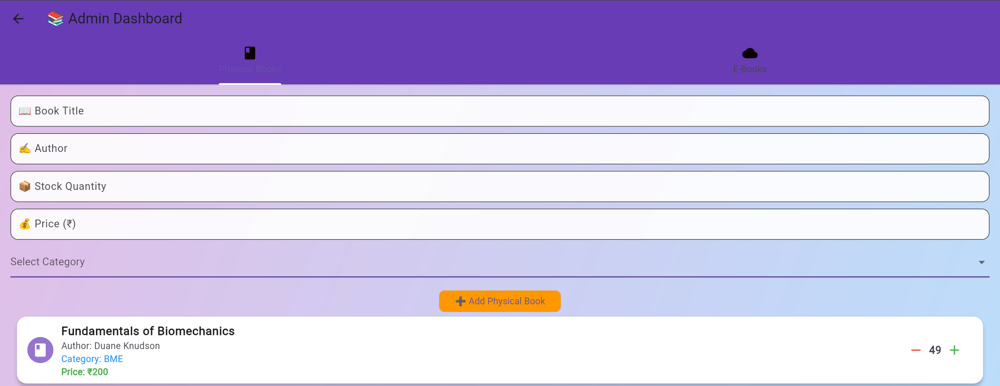 📚 Admin Dashboard
Physical Books
E-Books
📖 Book Title
✍️ Author
📦 Stock Quantity
💰 Price (₹)
Select Category
➕ Add Physical Book
Fundamentals of Biomechanics
Author: Duane Knudson
Category: BME
Price: ₹200
49